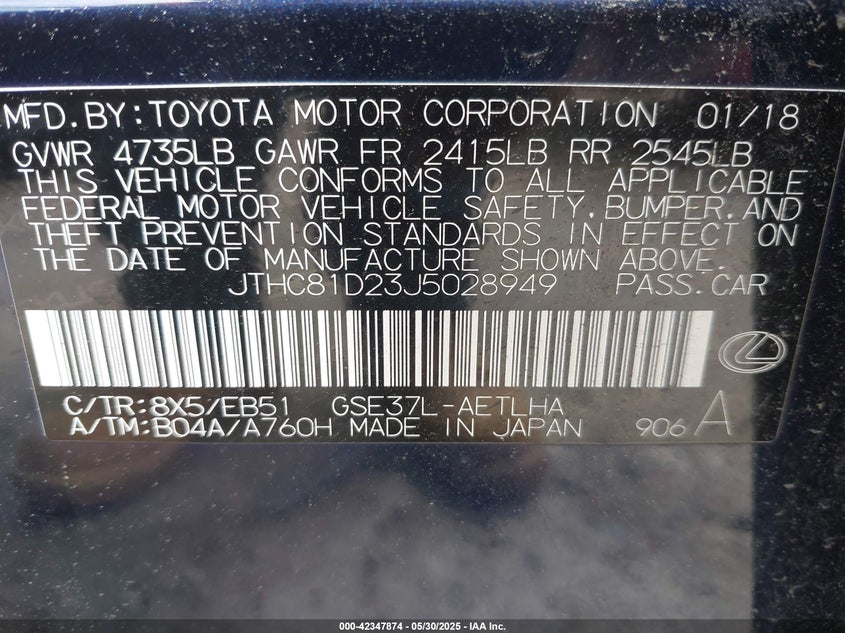 MFD.BY:TOYOTA MOTOR CORPORATION 01/18
GVWR 4735LB GAWR FR 2415LB RR 2545LB
THIS VEHICLE CONFORMS TO ALL APPLICABLE
FEDERAL MOTOR VEHICLE SAFETY,BUMPER,AND
THEFT PREVENTION STANDARDS IN EFFECT ON
THE DATE OF MANUFACTURE SHOWN ABOVE.
JTHC81D23J5028949 PASS.CAR
C/TR:8X5/EB51 GSE37L-AETLHA
A/TM:B04A/A760H MADE IN JAPAN 906 A
000-42347874 — 05/30/2025 — IAA Inc.